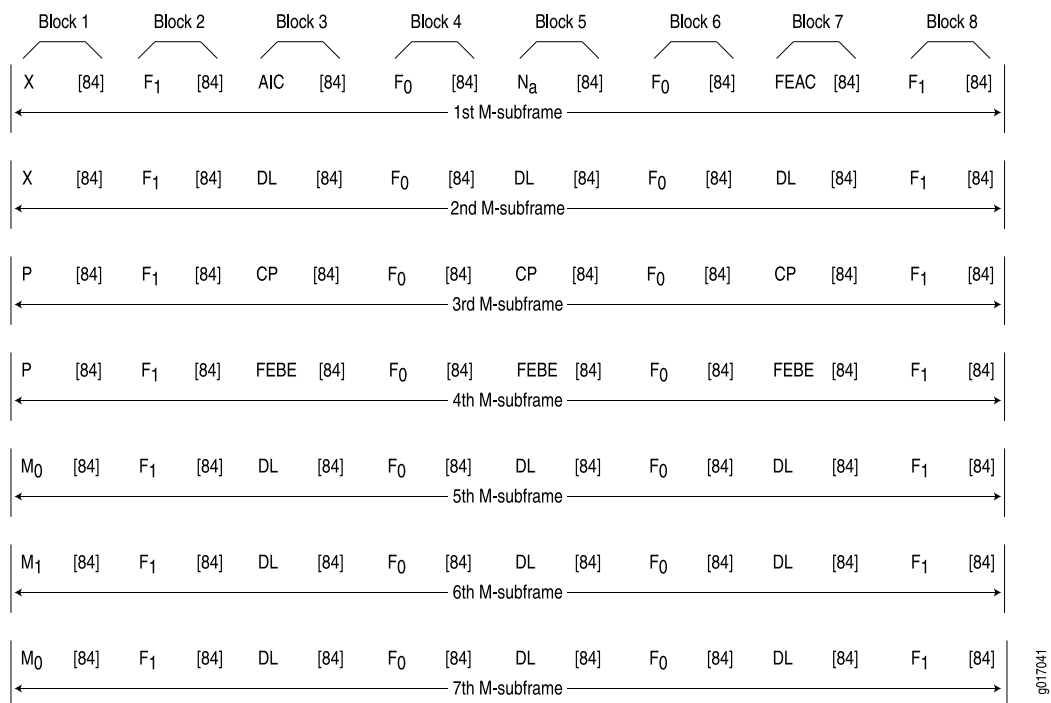 Block 1 Block 2 Block 3 Block 4 Block 5 Block 6 Block 7 Block 8
X [84] F1 [84] AIC [84] F0 [84] Na [84] F0 [84] FEAC [84] F1 [84]
1st M-subframe
X [84] F1 [84] DL [84] F0 [84] DL [84] F0 [84] DL [84] F1 [84]
2nd M-subframe
P [84] F1 [84] CP [84] F0 [84] CP [84] F0 [84] CP [84] F1 [84]
3rd M-subframe
P [84] F1 [84] FEBE [84] F0 [84] FEBE [84] F0 [84] FEBE [84] F1 [84]
4th M-subframe
M0 [84] F1 [84] DL [84] F0 [84] DL [84] F0 [84] DL [84] F1 [84]
5th M-subframe
M1 [84] F1 [84] DL [84] F0 [84] DL [84] F0 [84] DL [84] F1 [84]
6th M-subframe
M0 [84] F1 [84] DL [84] F0 [84] DL [84] F0 [84] DL [84] F1 [84]
7th M-subframe
g017041